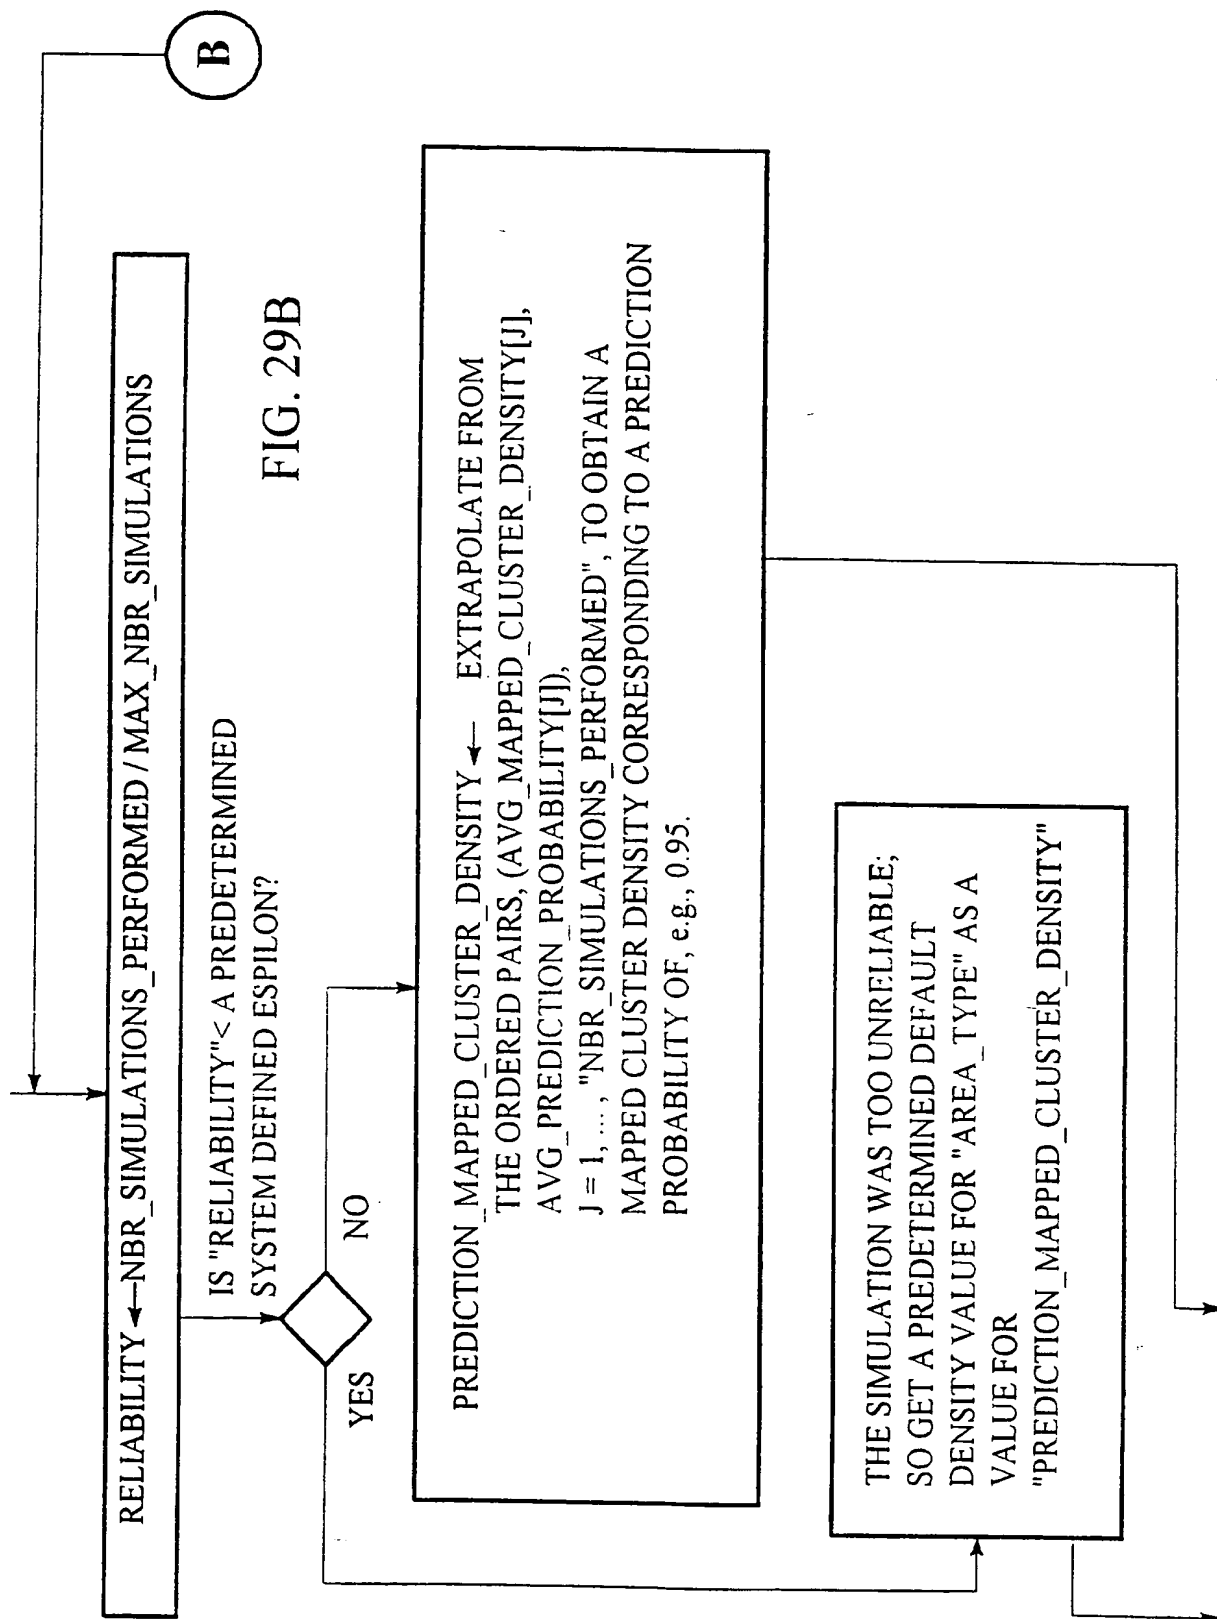 B
RELIABILITY ← NBR_SIMULATIONS_PERFORMED / MAX_NBR_SIMULATIONS
IS "RELIABILITY"< A PREDETERMINED
SYSTEM DEFINED ESPILON?
FIG. 29B
YES
NO
PREDICTION_MAPPED_CLUSTER_DENSITY ← EXTRAPOLATE FROM
THE ORDERED PAIRS, (AVG_MAPPED_CLUSTER_DENSITY[J],
AVG_PREDICTION_PROBABILITY[J]),
J = 1, ...., "NBR_SIMULATIONS_PERFORMED", TO OBTAIN A
MAPPED CLUSTER DENSITY CORRESPONDING TO A PREDICTION
PROBABILITY OF, e.g., 0.95.
THE SIMULATION WAS TOO UNRELIABLE;
SO GET A PREDETERMINED DEFAULT
DENSITY VALUE FOR "AREA_TYPE" AS A
VALUE FOR
"PREDICTION_MAPPED_CLUSTER_DENSITY"